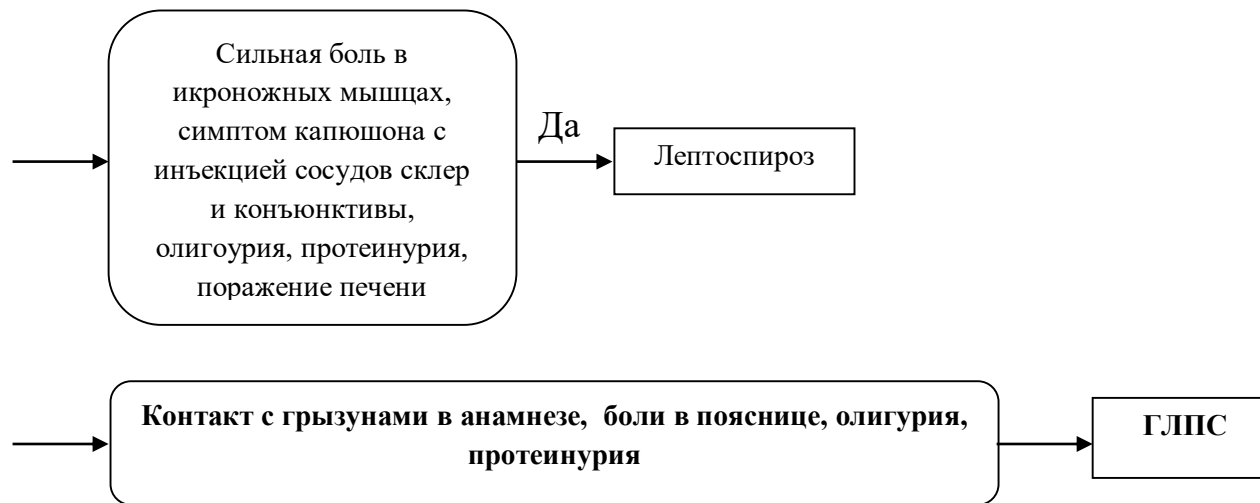 Сильная боль в
икроножных мышцах,
симптом капюшона с
инъекцией сосудов склер
и конъюнктивы,
олигоурия, протеинурия,
поражение печени
Да
Лептоспироз
Контакт с грызунами в анамнезе, боли в пояснице, олигурия,
протеинурия
ГЛПС